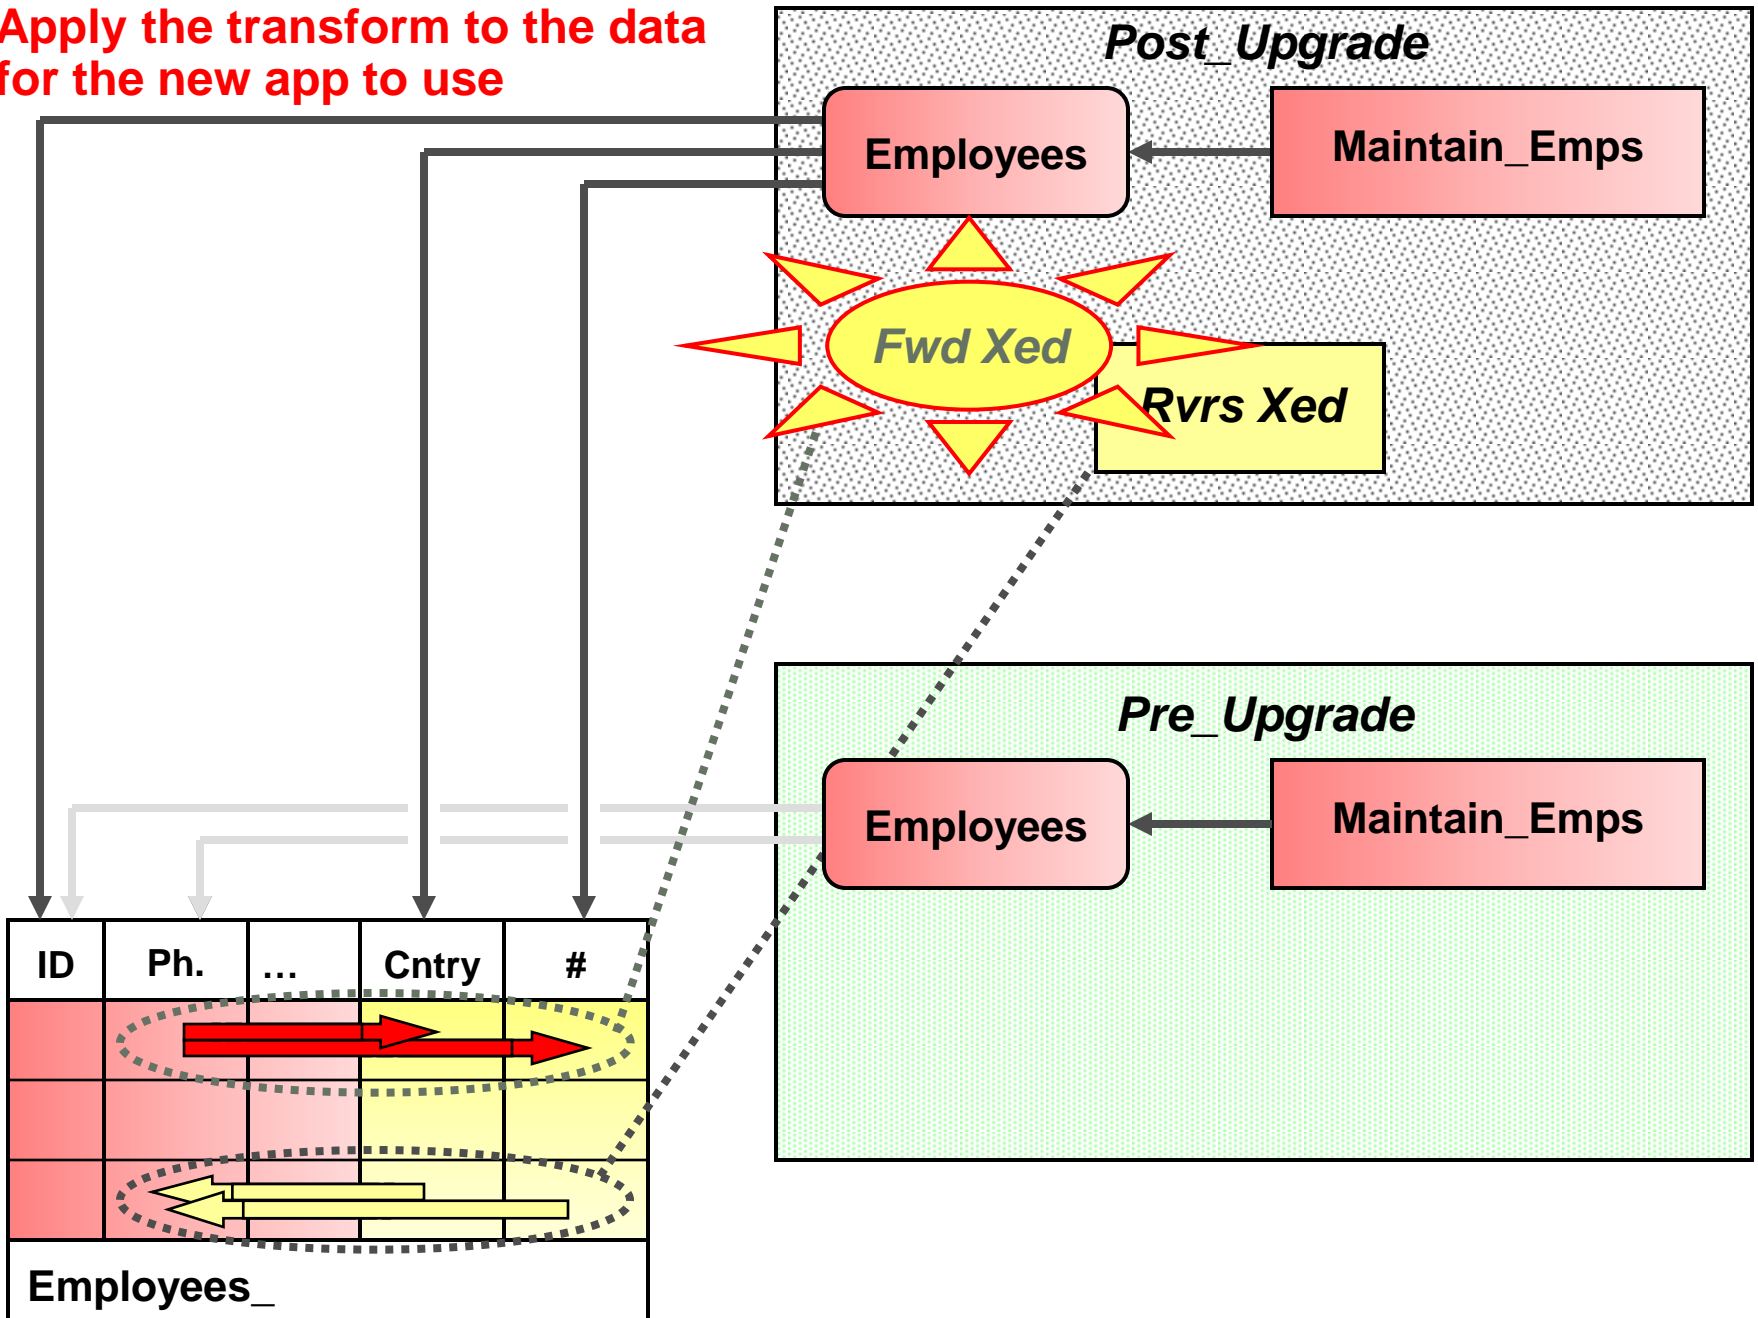 Apply the transform to the data
for the new app to use
Post_Upgrade
Employees
Maintain_Emps
Fwd Xed
Rvrs Xed
Pre_Upgrade
Employees
Maintain_Emps
ID Ph. ... Cntry #
Employees_